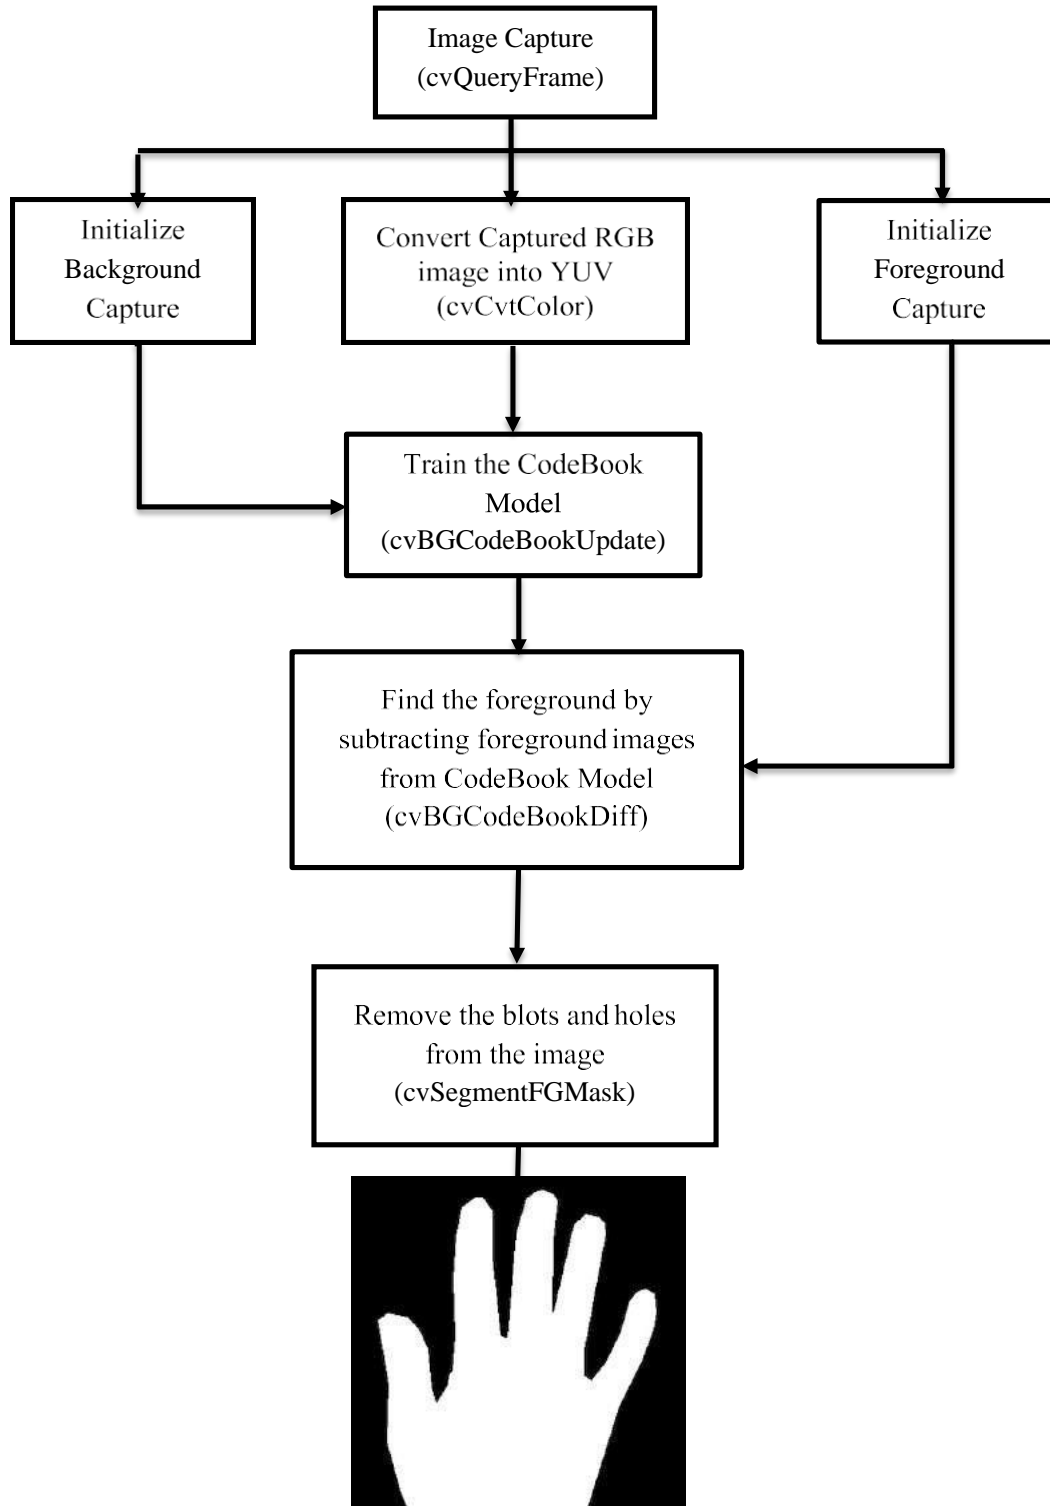 Image Capture
(cvQueryFrame)
Initialize
Background
Capture
Convert Captured RGB
image into YUV
(cvCvtColor)
Initialize
Foreground
Capture
Train the CodeBook
Model
(cvBGCodeBookUpdate)
Find the foreground by
subtracting foreground images
from CodeBook Model
(cvBGCodeBookDiff)
Remove the blots and holes
from the image
(cvSegmentFGMask)